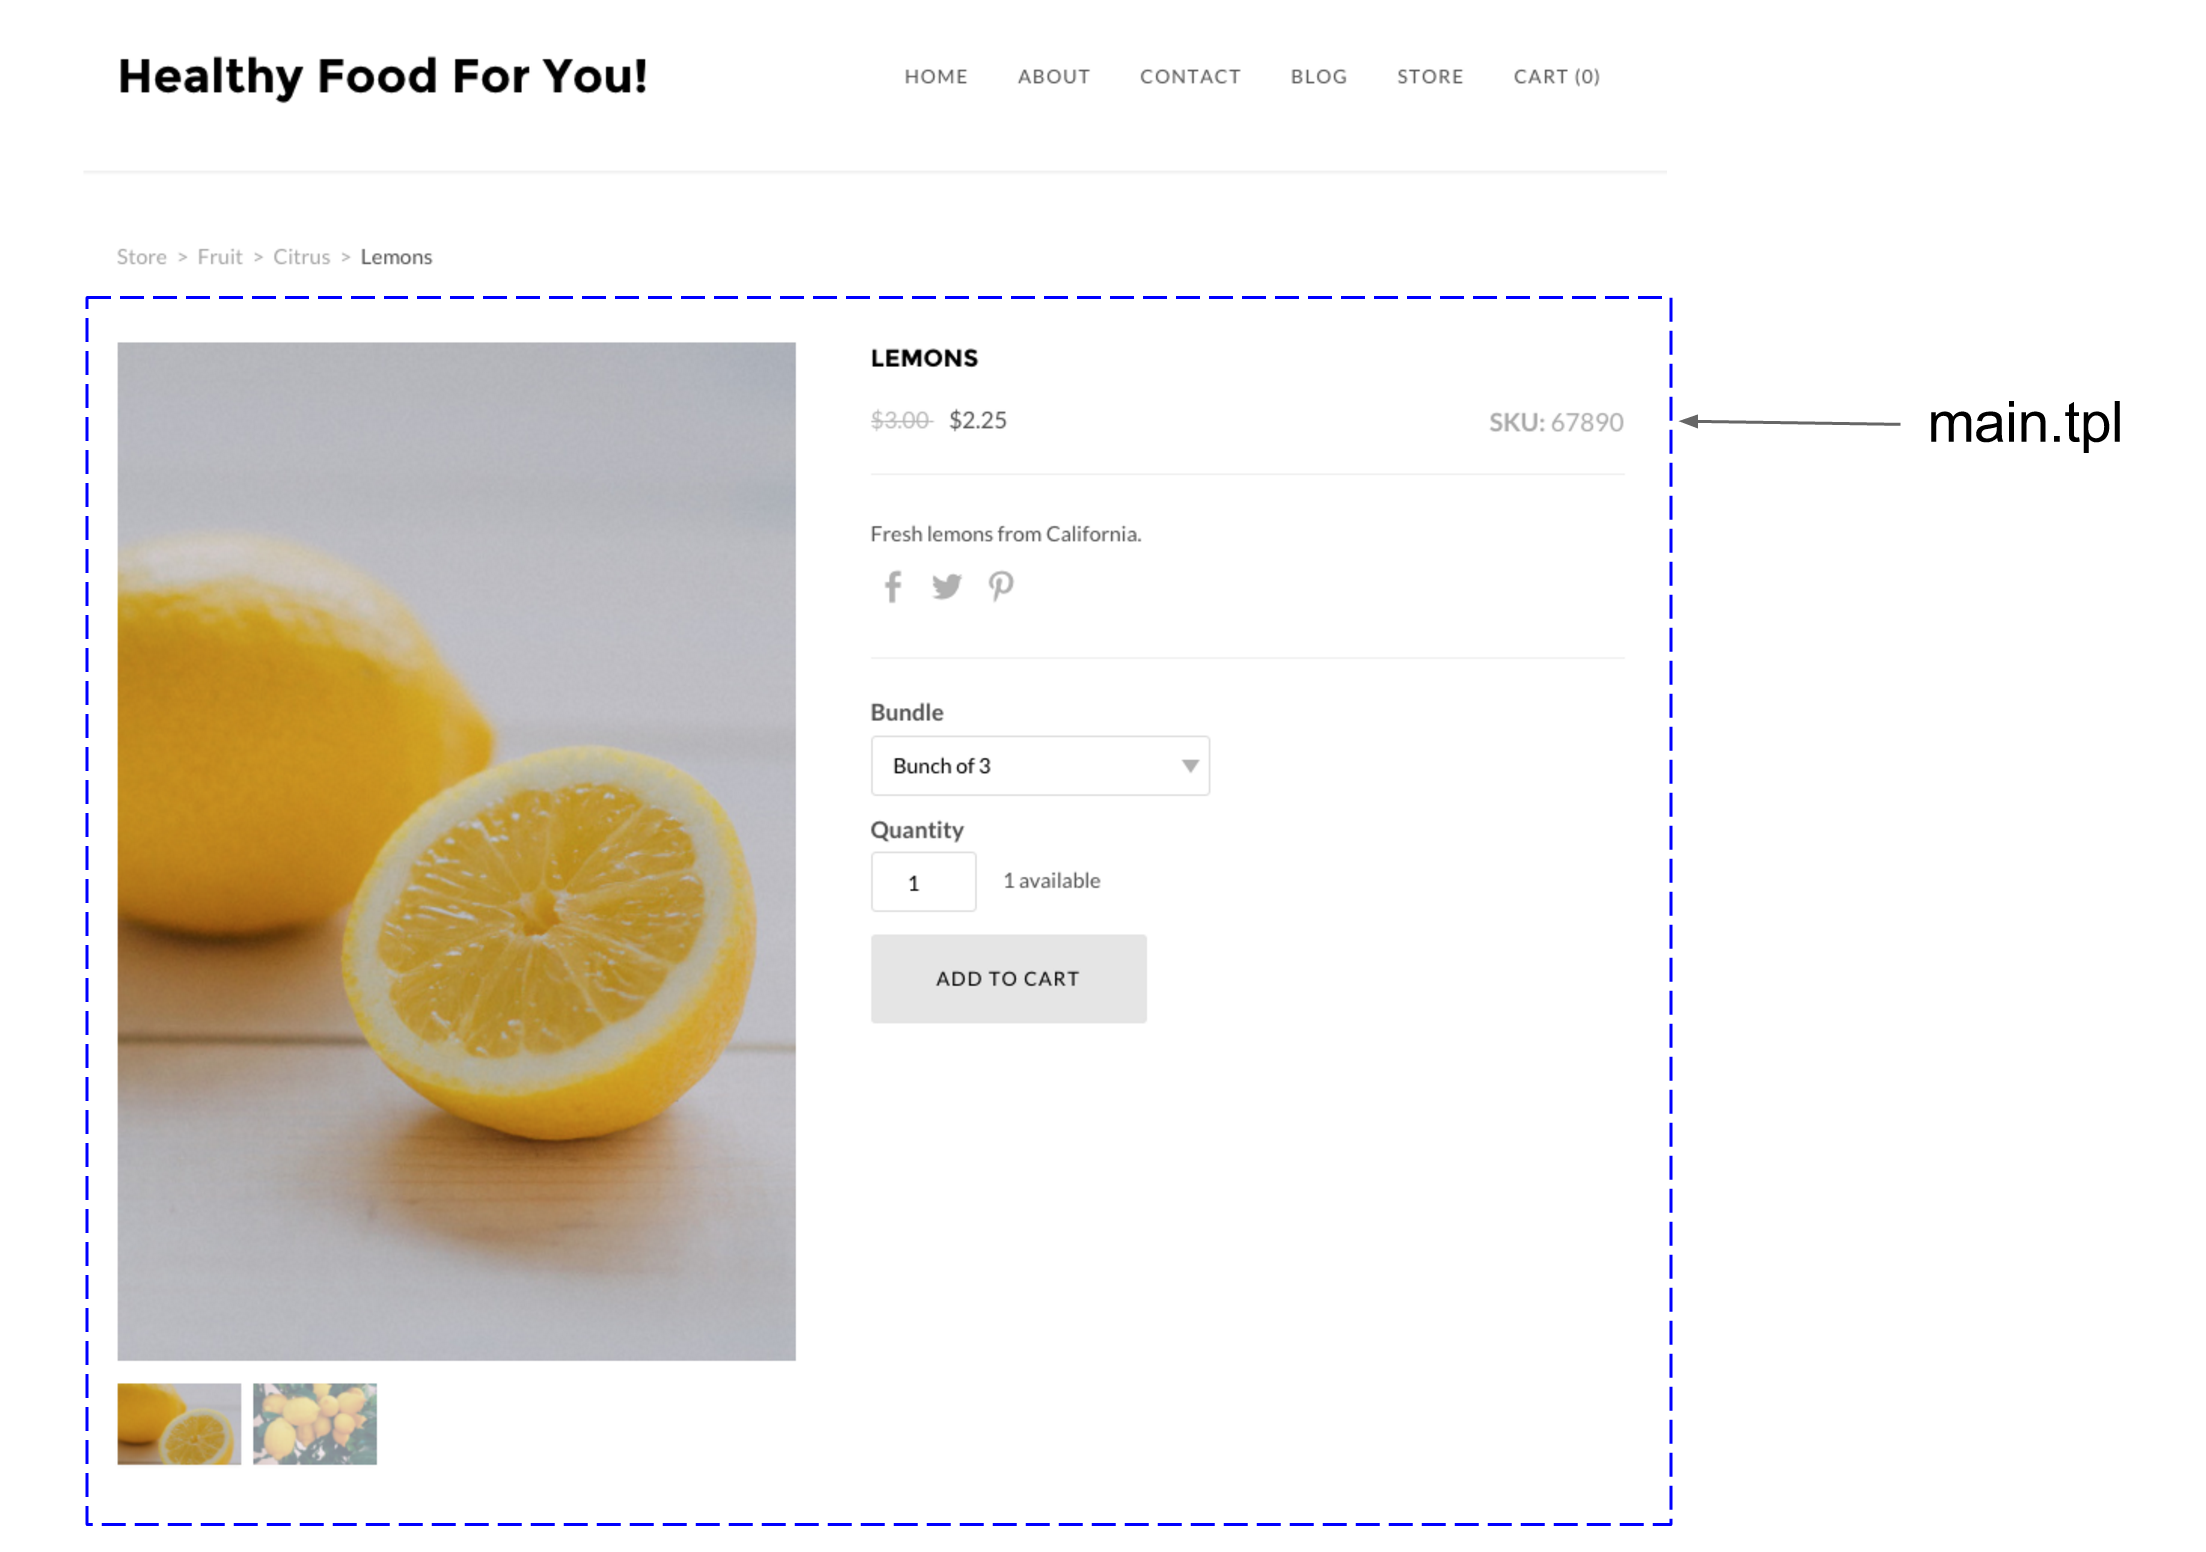 Healthy Food For You!
HOME ABOUT CONTACT BLOG STORE CART (0)
Store > Fruit > Citrus > Lemons
LEMONS
$3.00 $2.25 SKU: 67890
main.tpl
Fresh lemons from California.
Bundle
Bunch of 3
Quantity
1 1 available
ADD TO CART